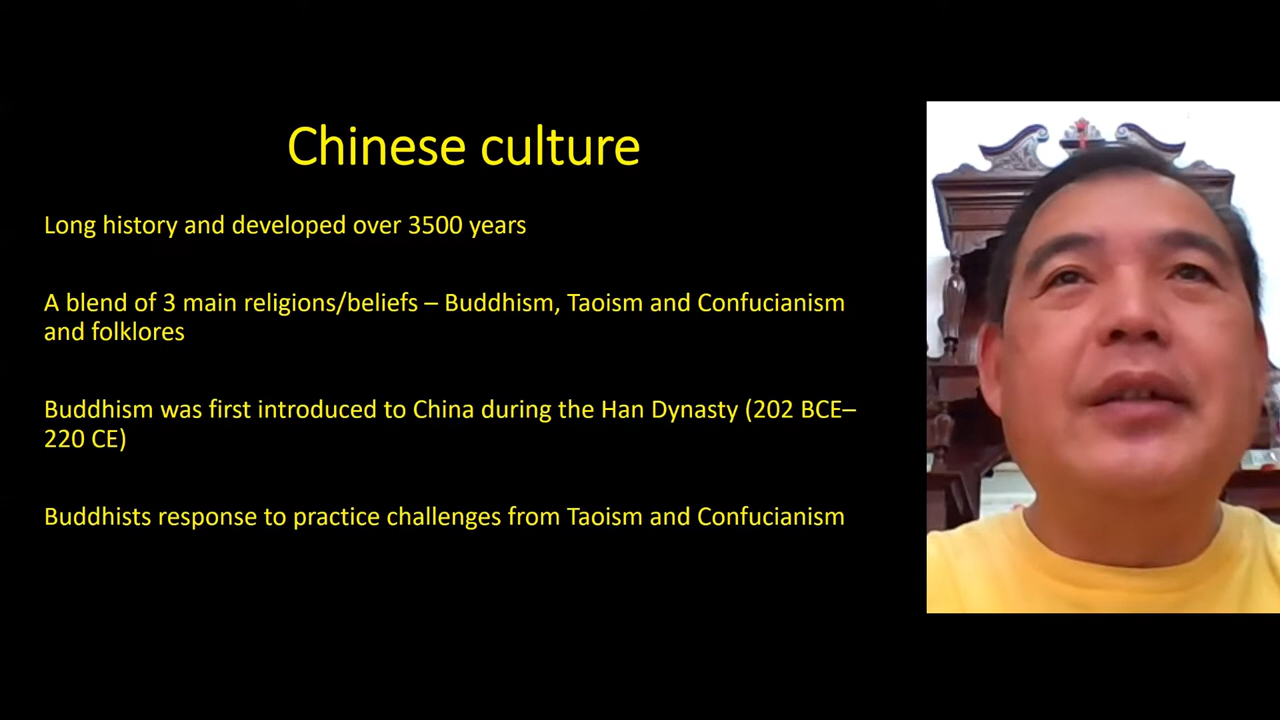 Chinese culture
Long history and developed over 3500 years
A blend of 3 main religions/beliefs – Buddhism, Taoism and Confucianism
and folklores
Buddhism was first introduced to China during the Han Dynasty (202 BCE–
220 CE)
Buddhists response to practice challenges from Taoism and Confucianism